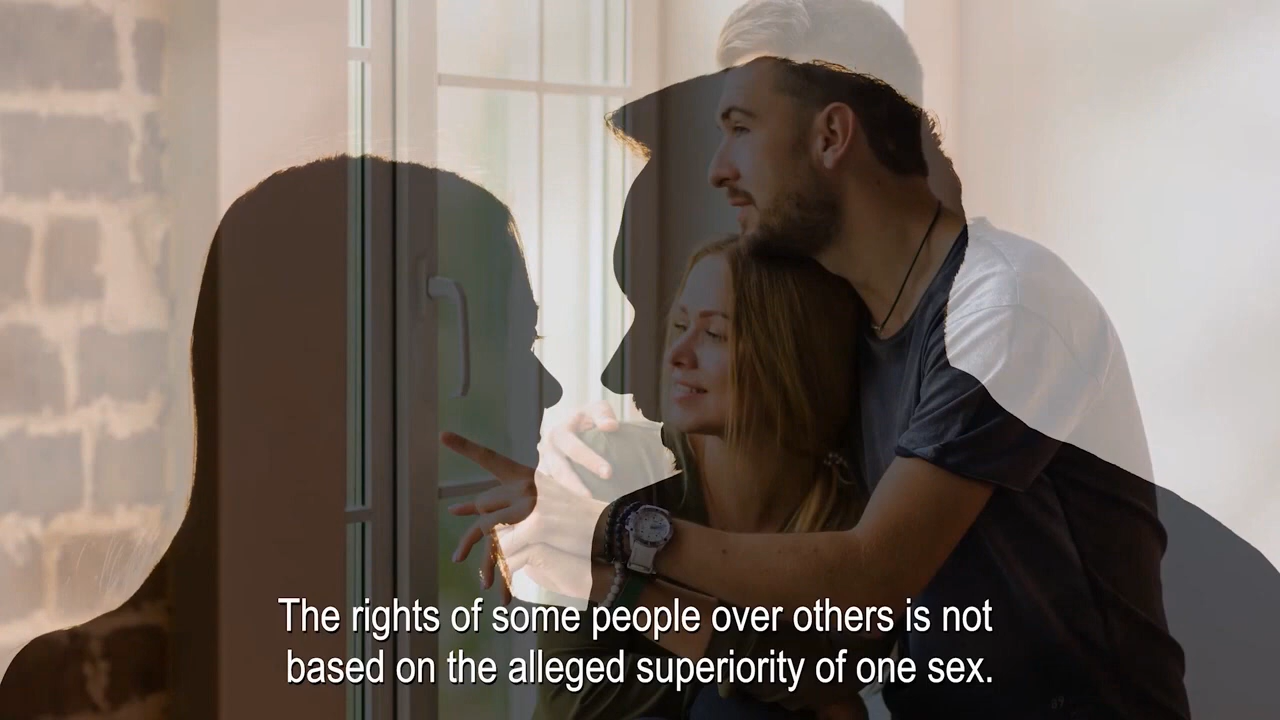 The rights of some people over others is not
based on the alleged superiority of one sex.